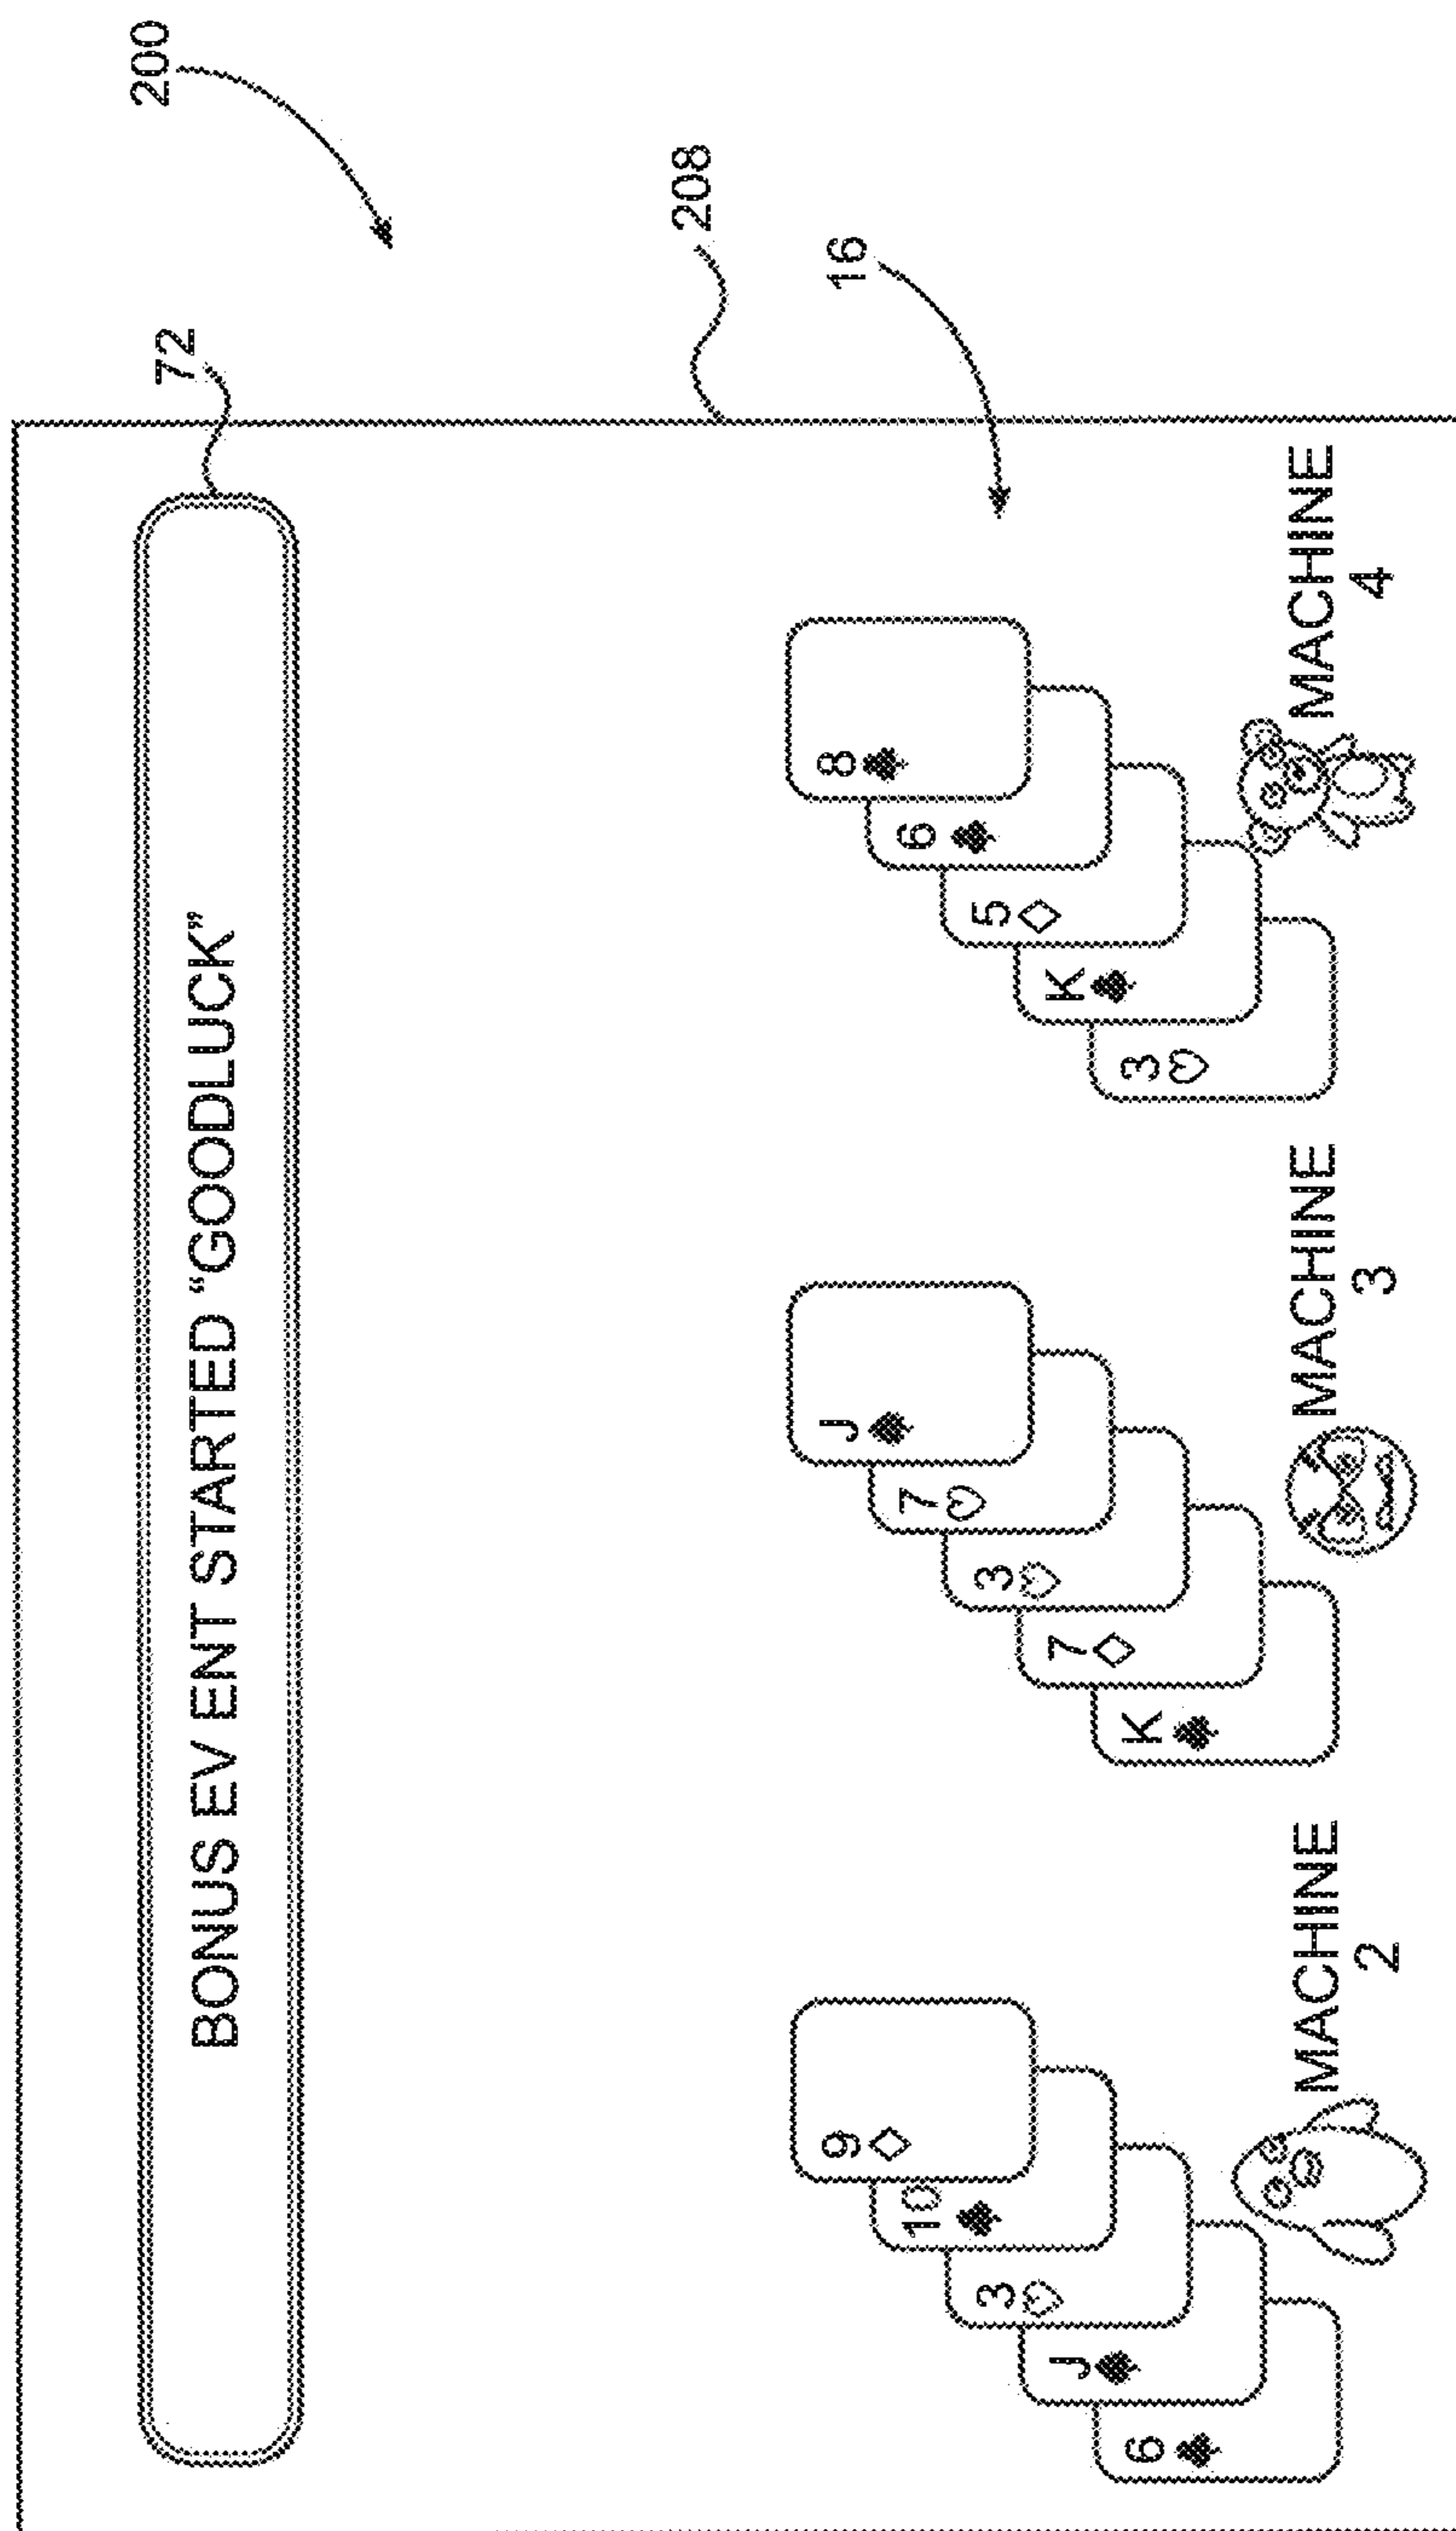 200
72
BONUS EV ENT STARTED “GOODLUCK”
208
16
6 J 3 10 9
K 7 3 7 J
3 K 5 6 8
MACHINE 2
MACHINE 3
MACHINE 4